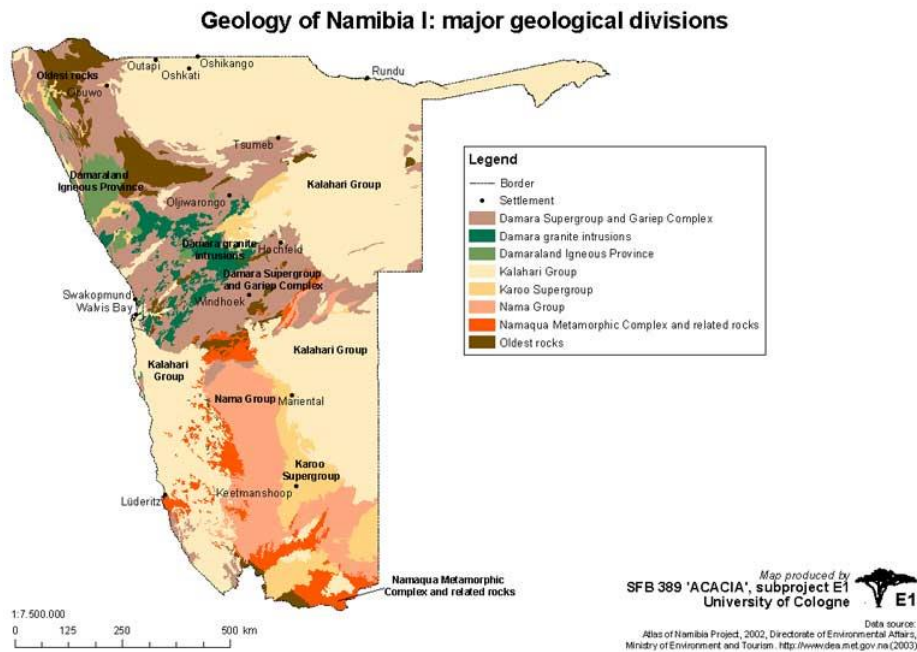 Geology of Namibia I: major geological divisions
Oshikango
Outapi
Oshkati
Rundu
Oldest rocks
Opuwo
Tsumeb
Damaraland
Igneous Province
Kalahari Group
Oljiwarongo
Damara granite
intrusions
Hochfeld
Damara Supergroup
and Gariep Complex
Swakopmund
Windhoek
Walvis Bay
Kalahari Group
Kalahari
Group
Nama Group
Mariental
Karoo
Supergroup
Keetmanshoop
Lüderitz
Namaqua Metamorphic
Complex and related rocks
Legend
Border
Settlement
Damara Supergroup and Gariep Complex
Damara granite intrusions
Damaraland Igneous Province
Kalahari Group
Karoo Supergroup
Nama Group
Namaqua Metamorphic Complex and related rocks
Oldest rocks
1:7.500.000
0 125 250 500 km
Map produced by
SFB 389 'ACACIA', subproject E1
University of Cologne
E1
Data source:
Atlas of Namibia Project, 2002, Directorate of Environmental Affairs,
Ministry of Environment and Tourism. http://www.dea.met.gov.na (2003)